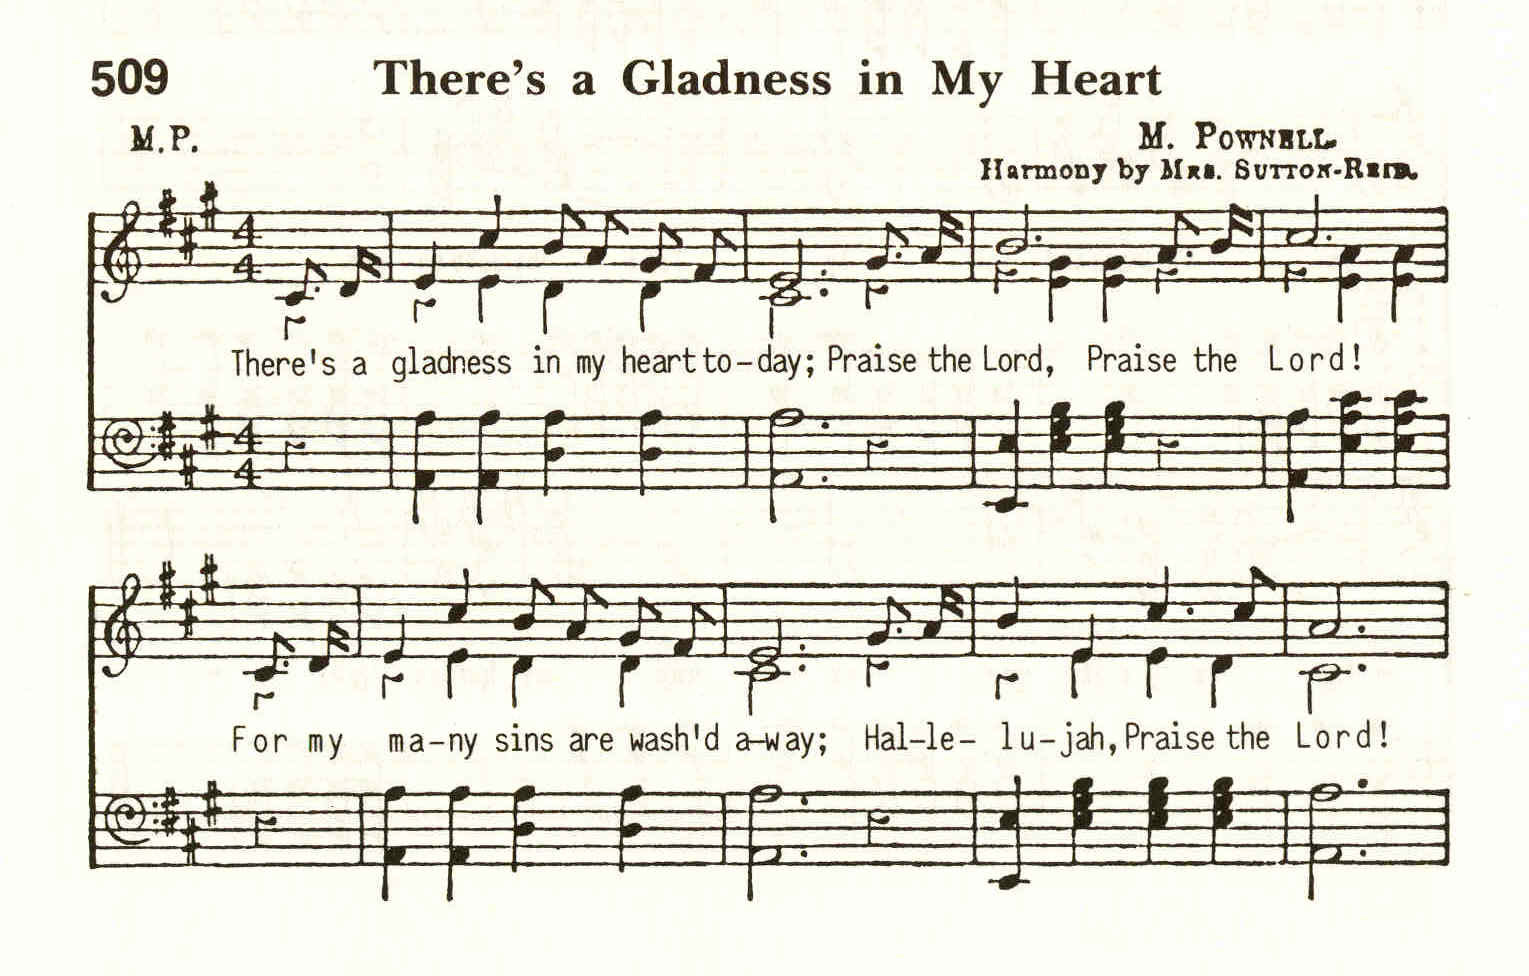 509 There's a Gladness in My Heart
M. P. M. POWNELL.
Harmony by MRS. SUTTON-REID.
4 4
There's a gladness in my heart to-day; Praise the Lord, Praise the Lord!
4 4
For my ma-ny sins are wash'd a-way; Hal-le-lu-jah, Praise the Lord!